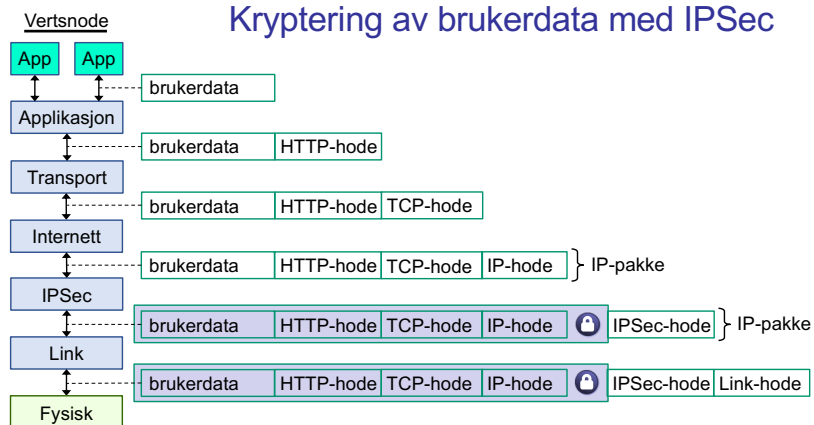 Kryptering av brukerdata med IPSec
Vertsnode
App App
brukerdata
Applikasjon
brukerdata HTTP-hode
Transport
brukerdata HTTP-hode TCP-hode
Internett
brukerdata HTTP-hode TCP-hode IP-hode IP-pakke
IPSec
brukerdata HTTP-hode TCP-hode IP-hode IPSec-hode IP-pakke
Link
brukerdata HTTP-hode TCP-hode IP-hode IPSec-hode Link-hode
Fysisk